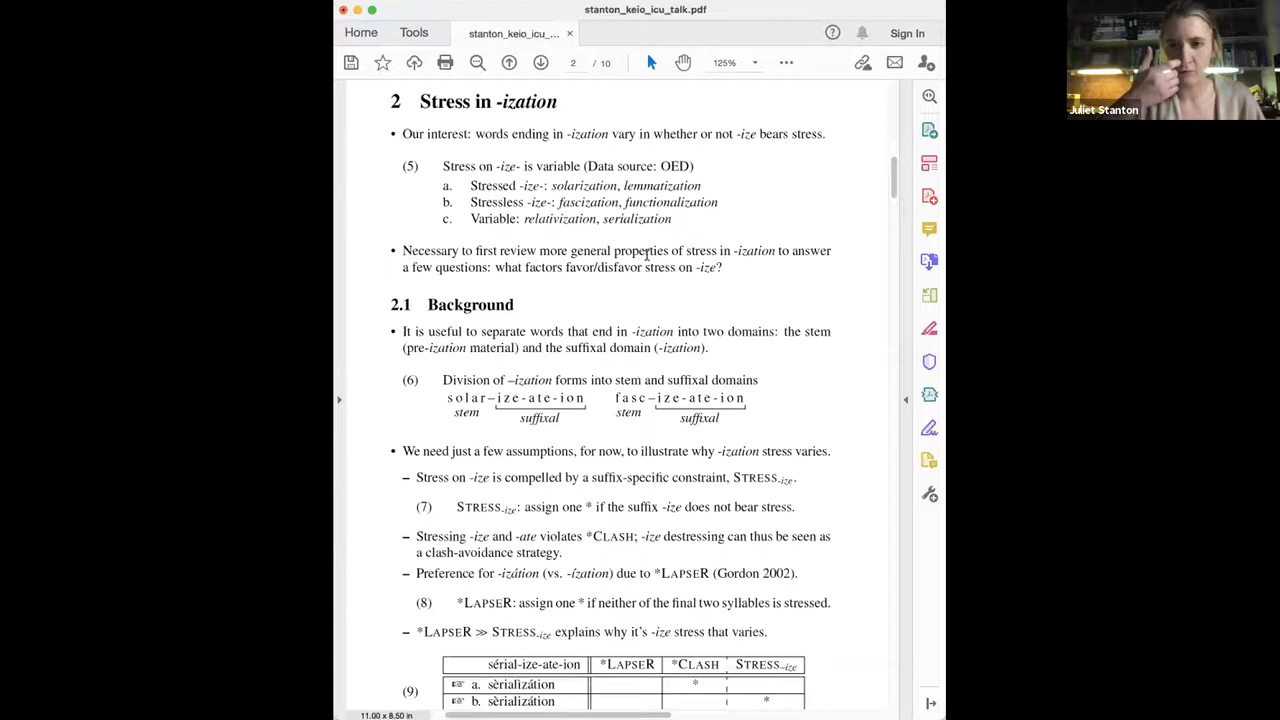 stanton_keio_icu_talk.pdf
Home Tools stanton_keio_icu_... × Sign In
2 / 10 125%
2 Stress in -ization
• Our interest: words ending in -ization vary in whether or not -ize bears stress.
(5) Stress on -ize- is variable (Data source: OED)
a. Stressed -ize-: solarization, lemmatization
b. Stressless -ize-: fascization, functionalization
c. Variable: relativization, serialization
• Necessary to first review more general properties of stress in -ization to answer
a few questions: what factors favor/disfavor stress on -ize?
2.1 Background
• It is useful to separate words that end in -ization into two domains: the stem
(pre-ization material) and the suffixal domain (-ization).
(6) Division of –ization forms into stem and suffixal domains
solar–ize-ate-ion fasc–ize-ate-ion
stem suffixal stem suffixal
• We need just a few assumptions, for now, to illustrate why -ization stress varies.
– Stress on -ize is compelled by a suffix-specific constraint, STRESS-ize.
(7) STRESS-ize: assign one * if the suffix -ize does not bear stress.
– Stressing -ize and -ate violates *CLASH; -ize destressing can thus be seen as
a clash-avoidance strategy.
– Preference for -izátion (vs. -ízation) due to *LAPSER (Gordon 2002).
(8) *LAPSER: assign one * if neither of the final two syllables is stressed.
– *LAPSER ≫ STRESS-ize explains why it's -ize stress that varies.
sérial-ize-ate-ion *LAPSER *CLASH STRESS-ize
(9) ☞ a. sèrialìzátion *
☞ b. sèrializátion *
11.00 x 8.50 in
Juliet Stanton